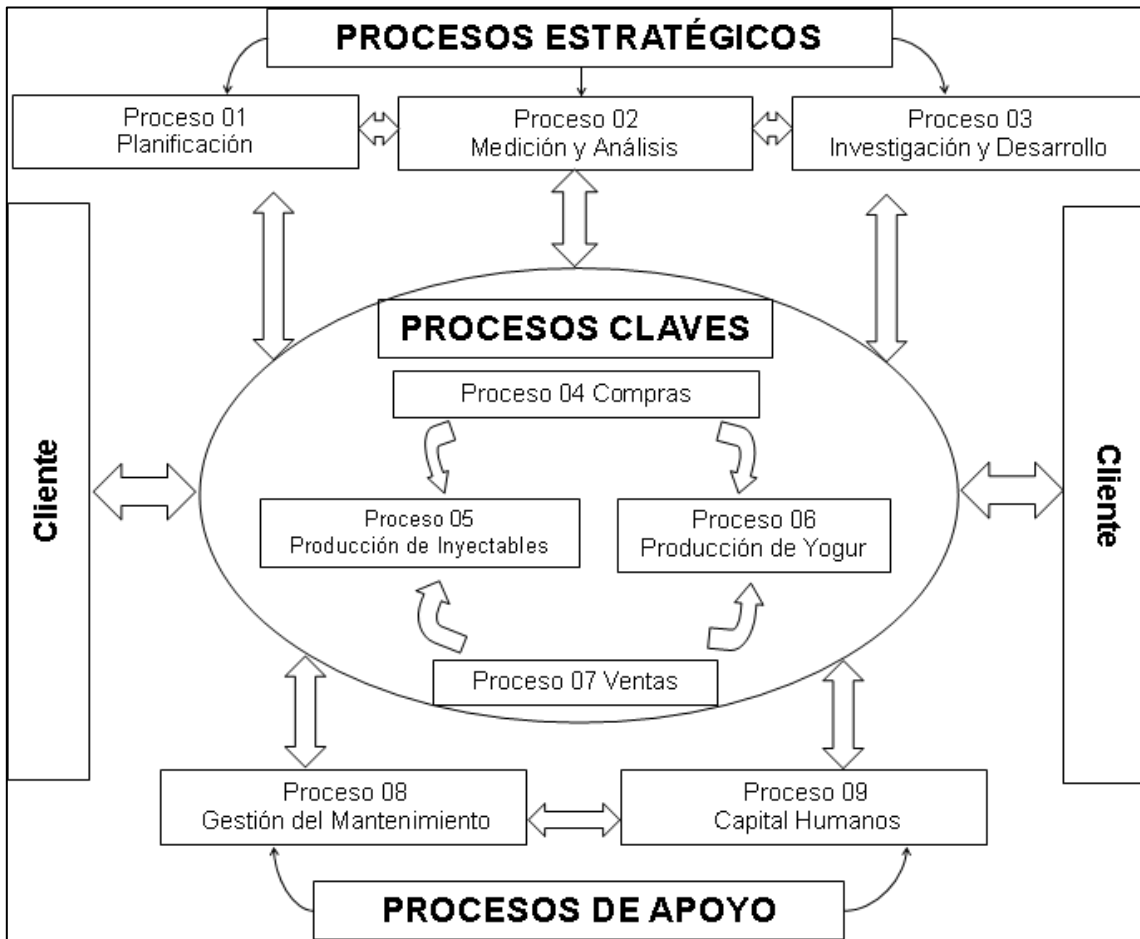 PROCESOS ESTRATÉGICOS
Proceso 01
Planificación
Proceso 02
Medición y Análisis
Proceso 03
Investigación y Desarrollo
Cliente
PROCESOS CLAVES
Proceso 04 Compras
Proceso 05
Producción de Inyectables
Proceso 06
Producción de Yogur
Proceso 07 Ventas
Cliente
Proceso 08
Gestión del Mantenimiento
Proceso 09
Capital Humanos
PROCESOS DE APOYO